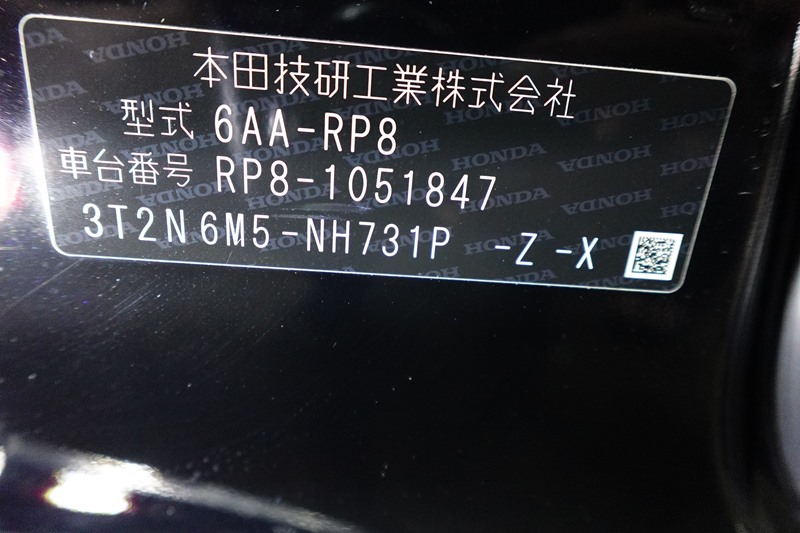 本田技研工業株式会社
型式 6AA-RP8
車台番号 RP8-1051847
3T2N6M5-NH731P -Z -X